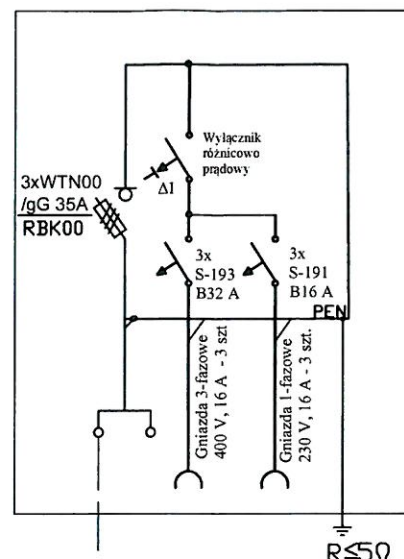 Wyłącznik
różnicowo
prądowy
ΔI
3xWTN00
/gG 35A
RBK00
3x
S-193
B32 A
3x
S-191
B16 A
PEN
Gniazda 3-fazowe
400 V, 16 A - 3 szt
Gniazda 1-fazowe
230 V, 16 A - 3 szt.
R≤5Ω